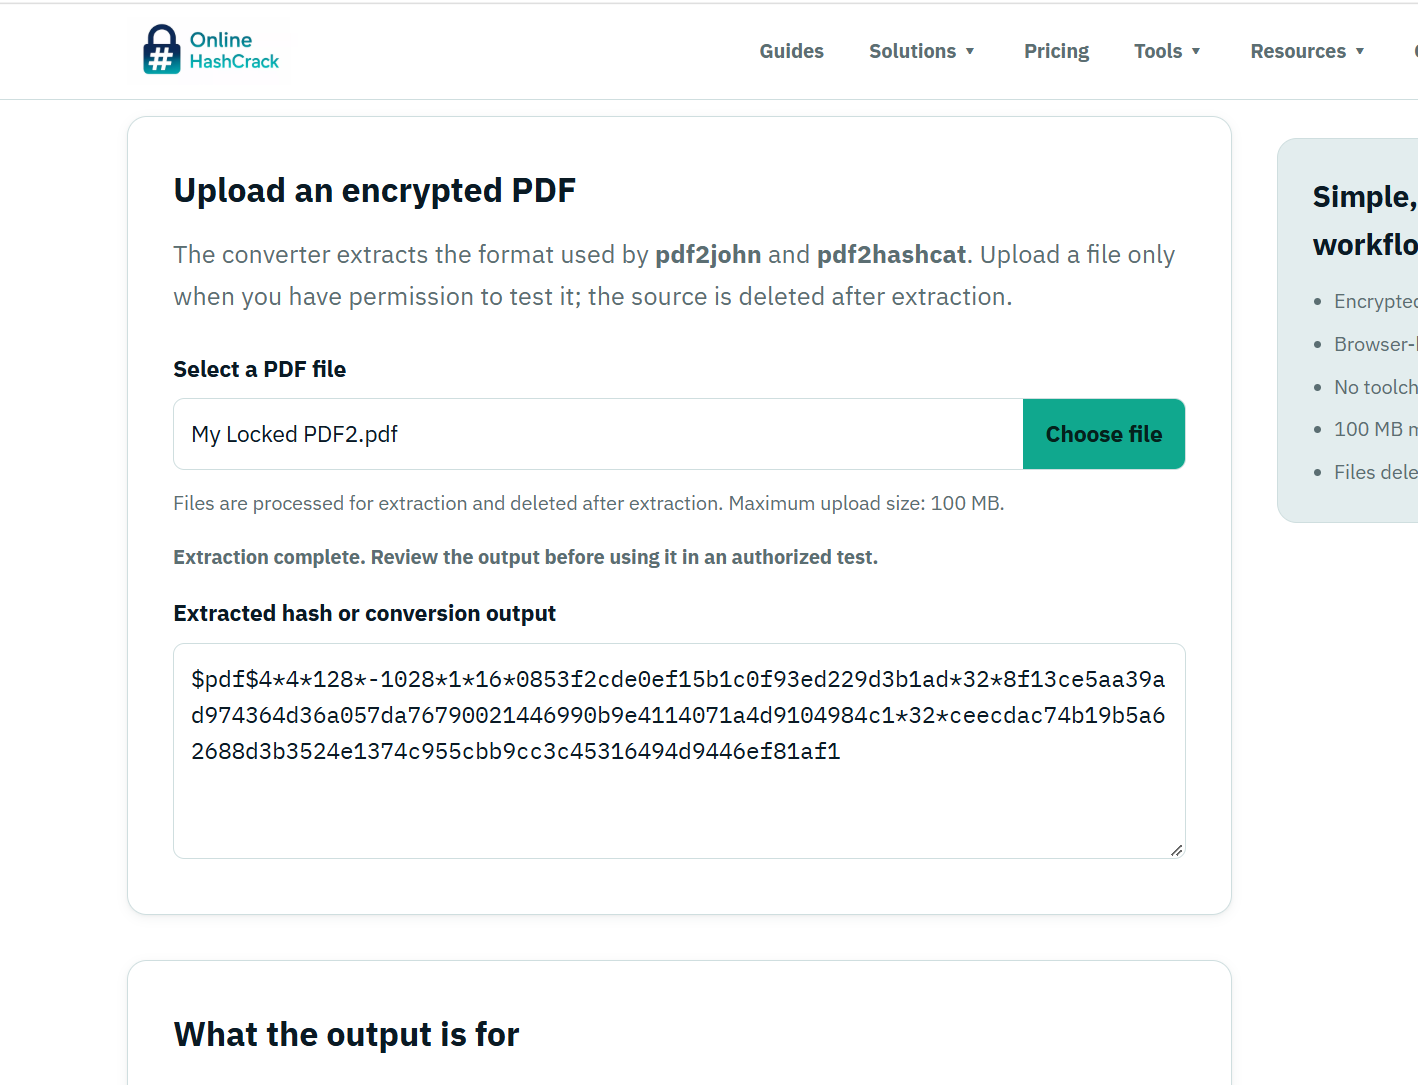 Online
HashCrack
Guides
Solutions
Pricing
Tools
Resources
Upload an encrypted PDF
The converter extracts the format used by pdf2john and pdf2hashcat. Upload a file only
when you have permission to test it; the source is deleted after extraction.
Select a PDF file
My Locked PDF2.pdf
Choose file
Files are processed for extraction and deleted after extraction. Maximum upload size: 100 MB.
Extraction complete. Review the output before using it in an authorized test.
Extracted hash or conversion output
$pdf$4*4*128*-1028*1*16*0853f2cde0ef15b1c0f93ed229d3b1ad*32*8f13ce5aa39a
d974364d36a057da76790021446990b9e4114071a4d9104984c1*32*ceecdac74b19b5a6
2688d3b3524e1374c955cbb9cc3c45316494d9446ef81af1
What the output is for
Simple,
workflo
Encrypted
Browser-
No toolch
100 MB m
Files dele